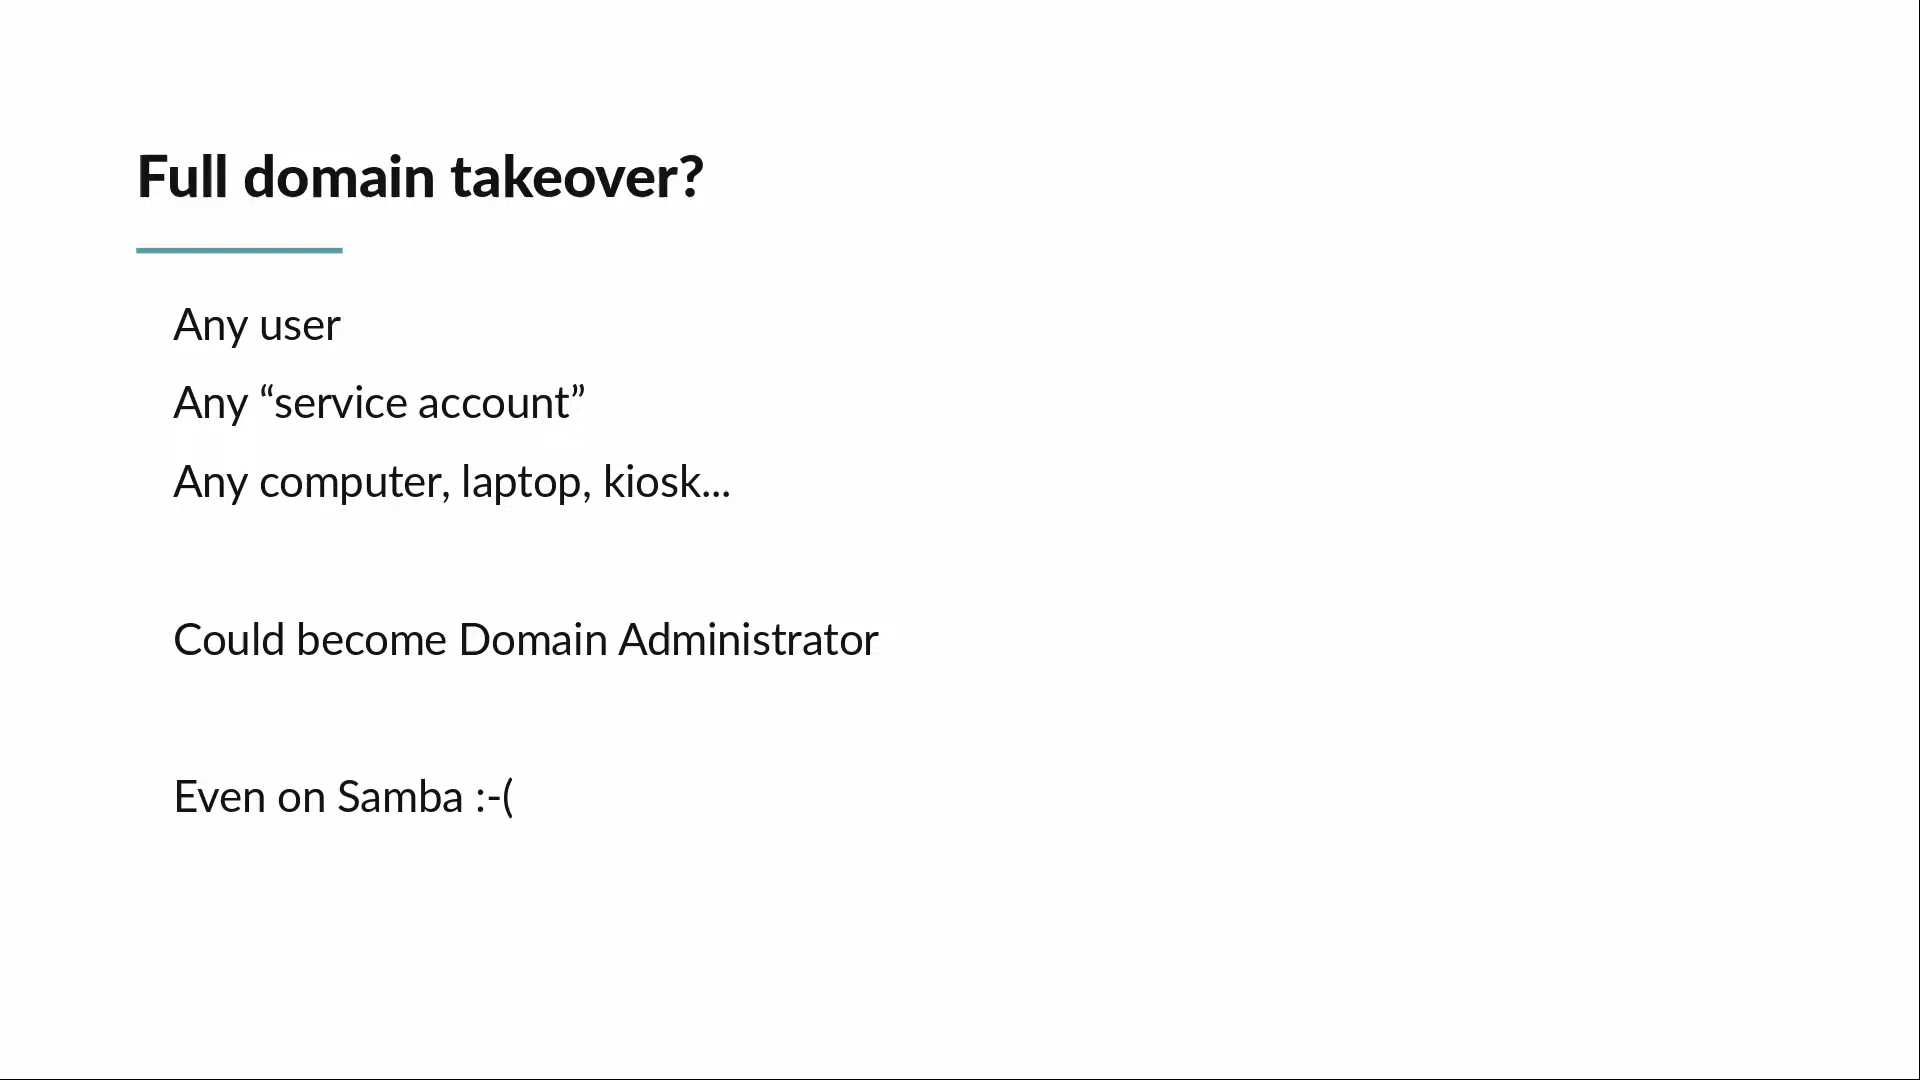 Full domain takeover?
Any user
Any “service account”
Any computer, laptop, kiosk...
Could become Domain Administrator
Even on Samba :-(